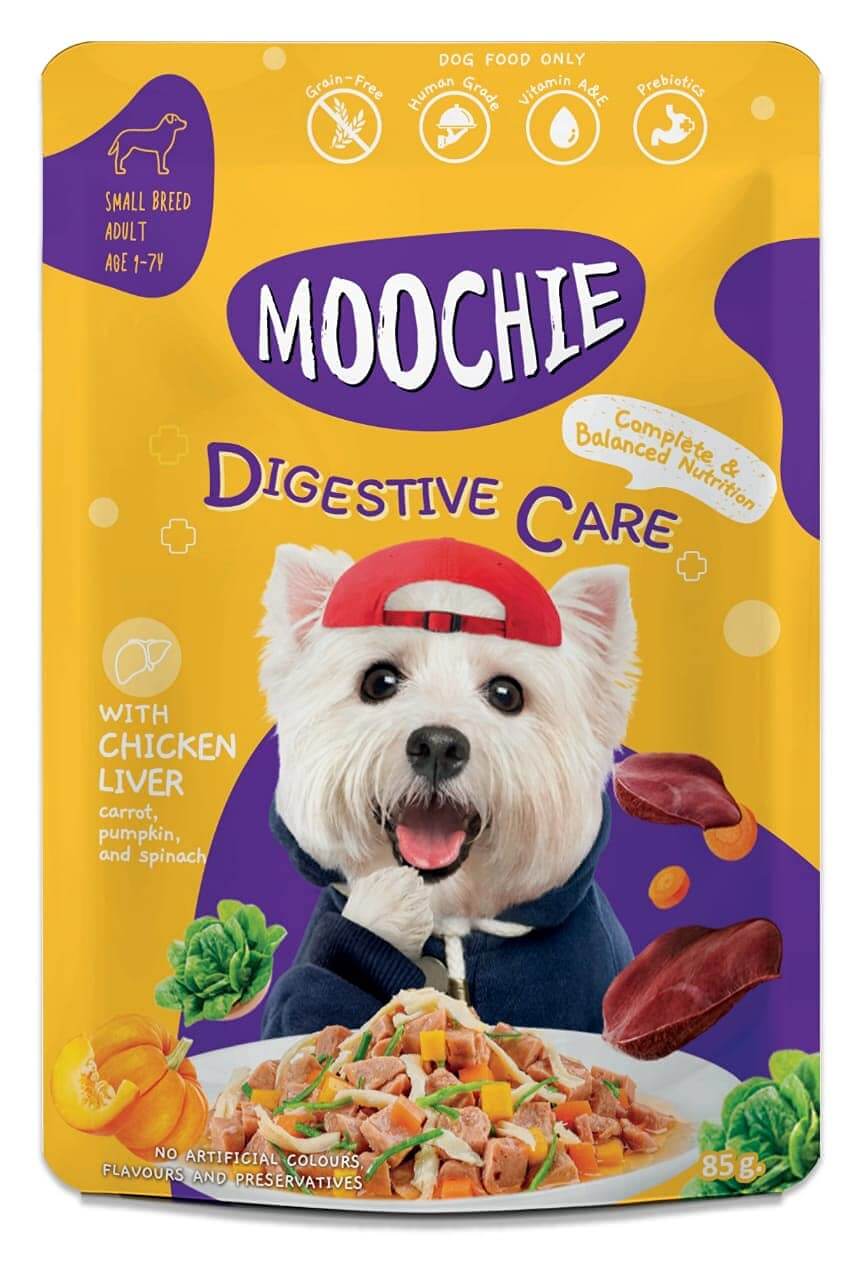 DOG FOOD ONLY
Grain-Free
Human Grade
Vitamin A&E
Prebiotics
SMALL BREED
ADULT
AGE 1-7Y
MOOCHIE
Complete &
Balanced Nutrition
DIGESTIVE CARE
WITH
CHICKEN
LIVER
carrot,
pumpkin,
and spinach
NO ARTIFICIAL COLOURS,
FLAVOURS AND PRESERVATIVES
85 g.